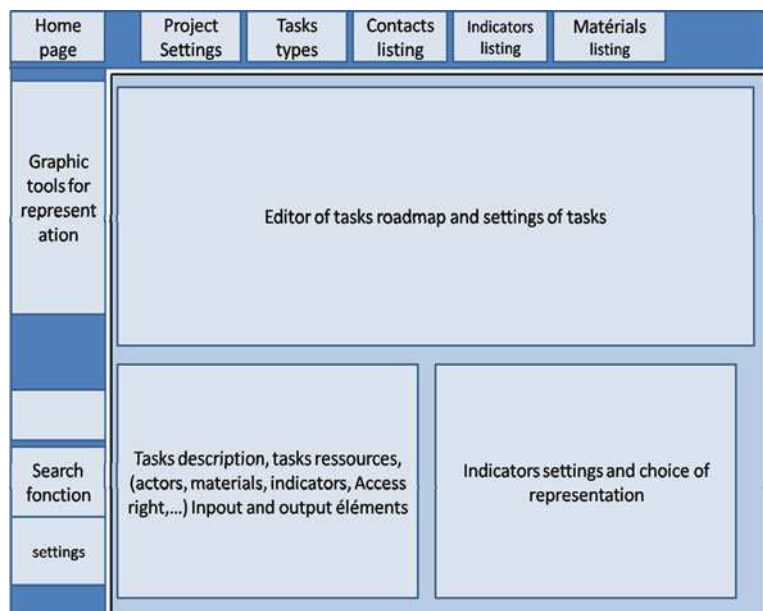 Home
page
Project
Settings
Tasks
types
Contacts
listing
Indicators
listing
Matérials
listing
Graphic
tools for
represent
ation
Editor of tasks roadmap and settings of tasks
Search
fonction
settings
Tasks description, tasks ressources,
(actors, materials, indicators, Access
right,...) Inpout and output éléments
Indicators settings and choice of
representation